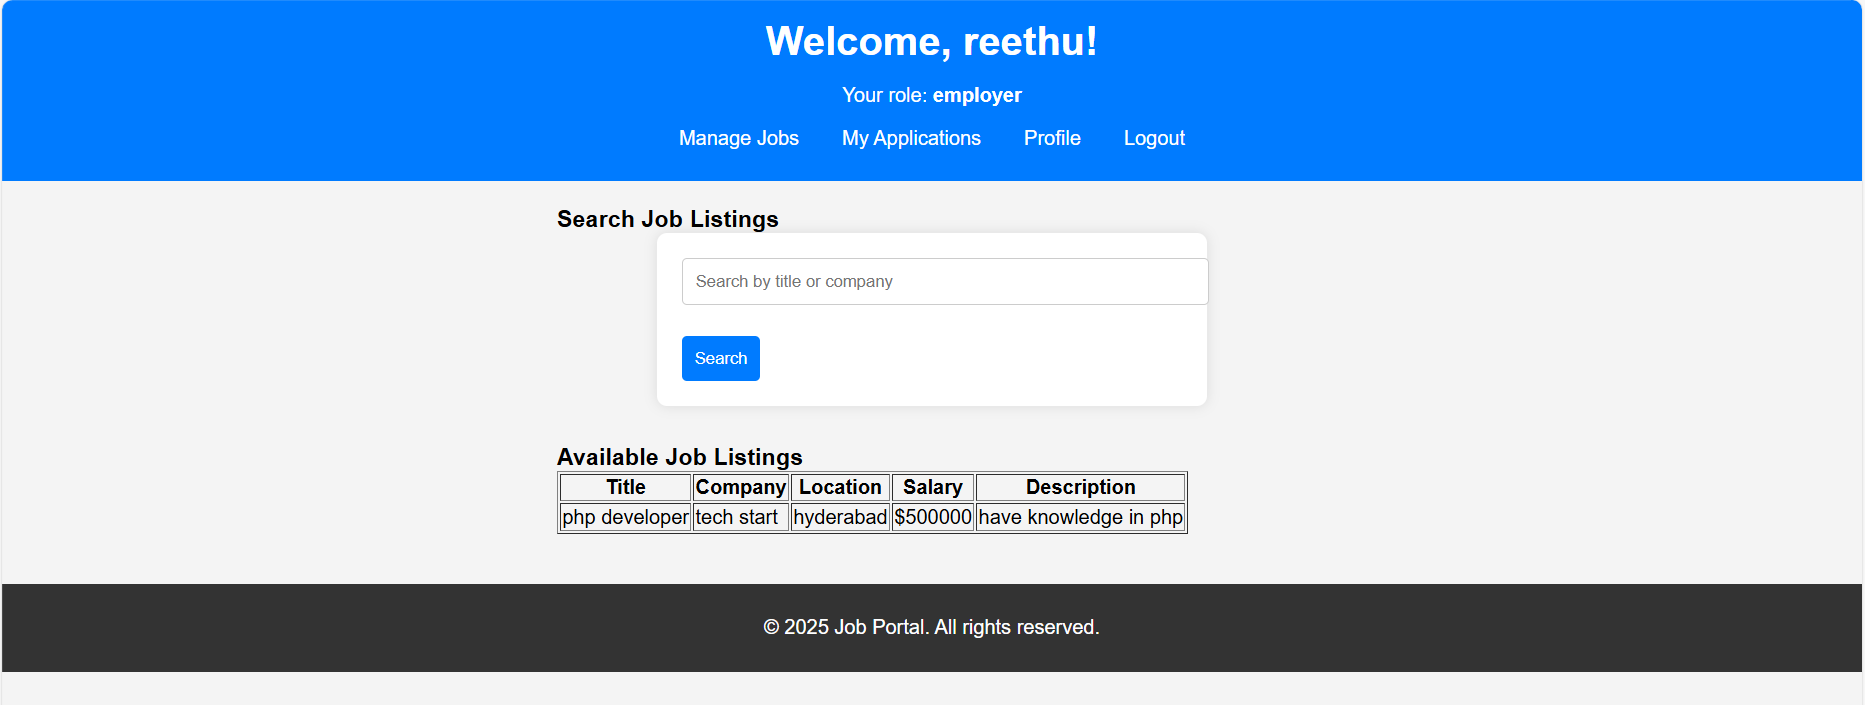 Welcome, reethu!
Your role: employer
Manage Jobs My Applications Profile Logout
Search Job Listings
Search by title or company
Search
Available Job Listings
Title Company Location Salary Description
php developer tech start hyderabad $500000 have knowledge in php
© 2025 Job Portal. All rights reserved.